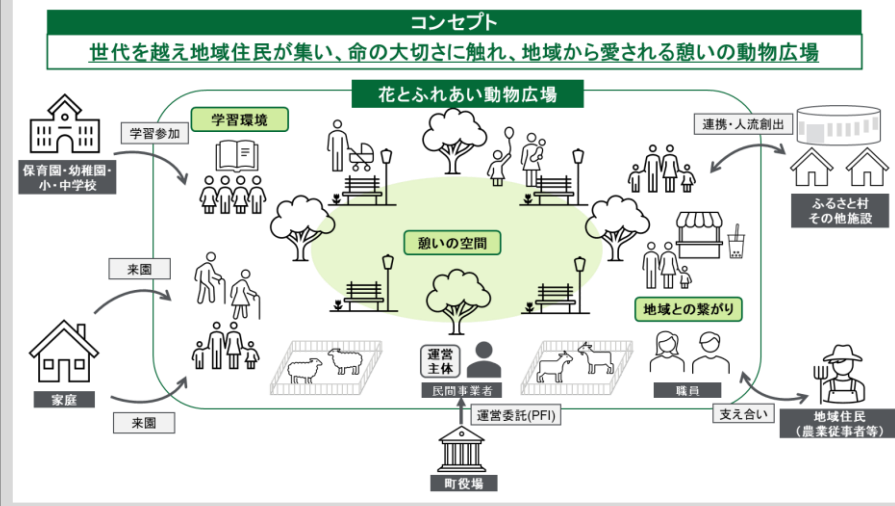 コンセプト
世代を越え地域住民が集い、命の大切さに触れ、地域から愛される憩いの動物広場
花とふれあい動物広場
学習環境
学習参加
連携・人流創出
保育園・幼稚園・
小・中学校
ふるさと村
その他施設
憩いの空間
来園
地域との繋がり
運営
主体
民間事業者
職員
家庭
来園
運営委託(PFI)
支え合い
地域住民
（農業従事者等）
町役場